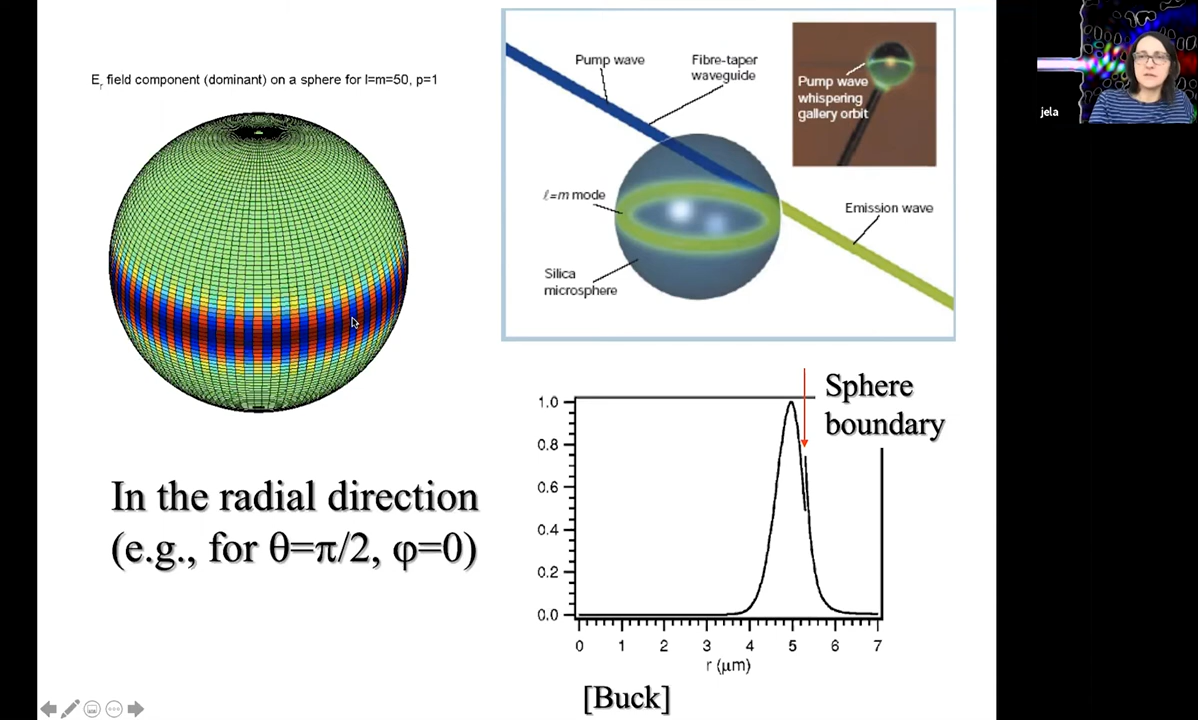 E_r field component (dominant) on a sphere for l=m=50, p=1
Pump wave
Fibre-taper
waveguide
Pump wave
whispering
gallery orbit
ℓ=m mode
Emission wave
Silica
microsphere
jela
In the radial direction
(e.g., for θ=π/2, φ=0)
Sphere
boundary
1.0
0.8
0.6
0.4
0.2
0.0
0 1 2 3 4 5 6 7
r (μm)
[Buck]